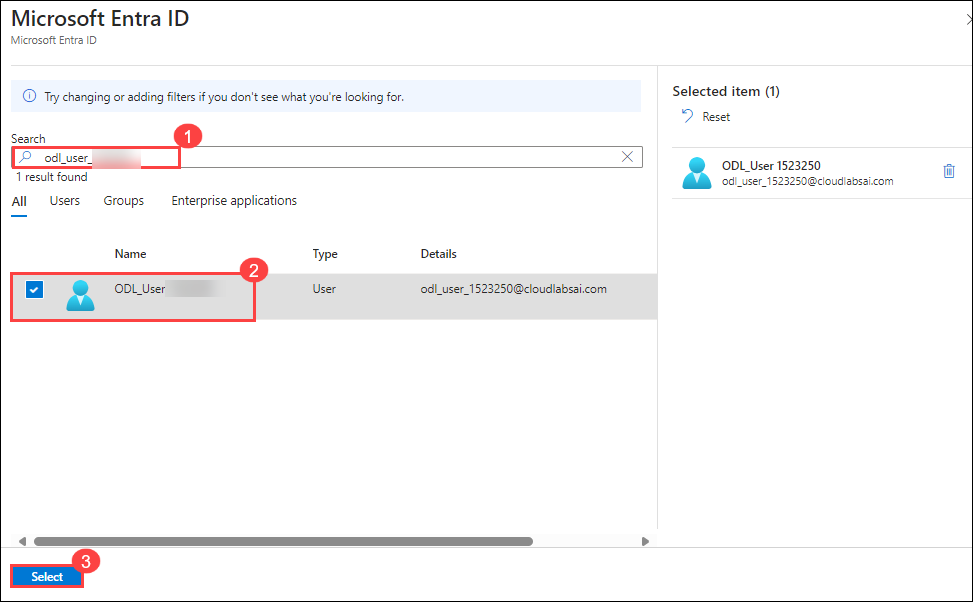 Microsoft Entra ID
Microsoft Entra ID
Try changing or adding filters if you don't see what you're looking for.
Search
1
odl_user_
1 result found
All Users Groups Enterprise applications
Name Type Details
2
ODL_User User odl_user_1523250@cloudlabsai.com
3
Select
Selected item (1)
Reset
ODL_User 1523250
odl_user_1523250@cloudlabsai.com